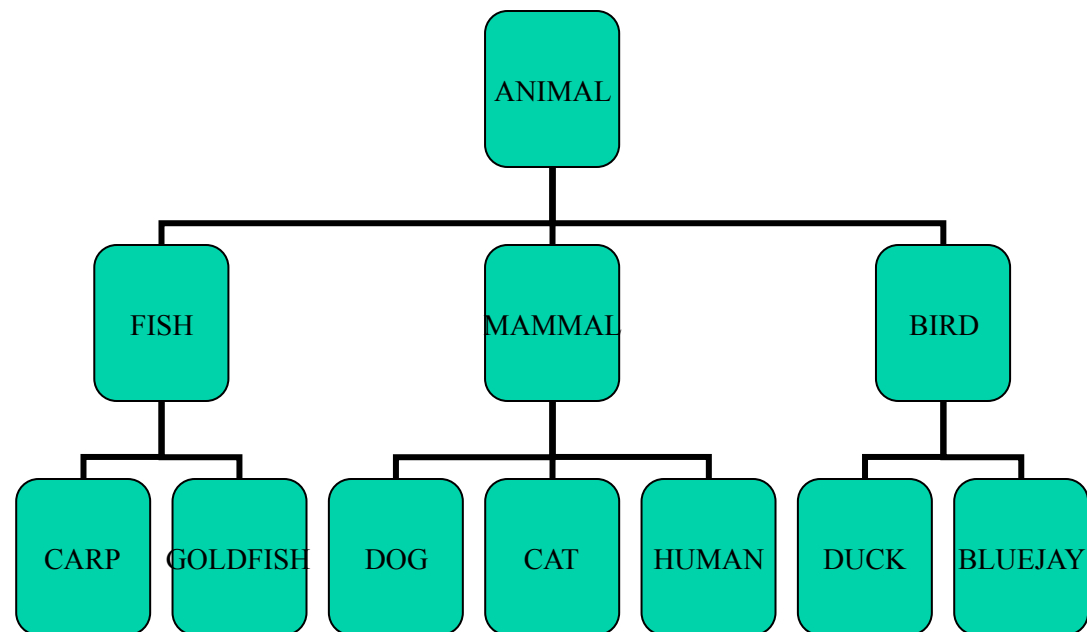 ANIMAL
FISH
MAMMAL
BIRD
CARP
GOLDFISH
DOG
CAT
HUMAN
DUCK
BLUEJAY